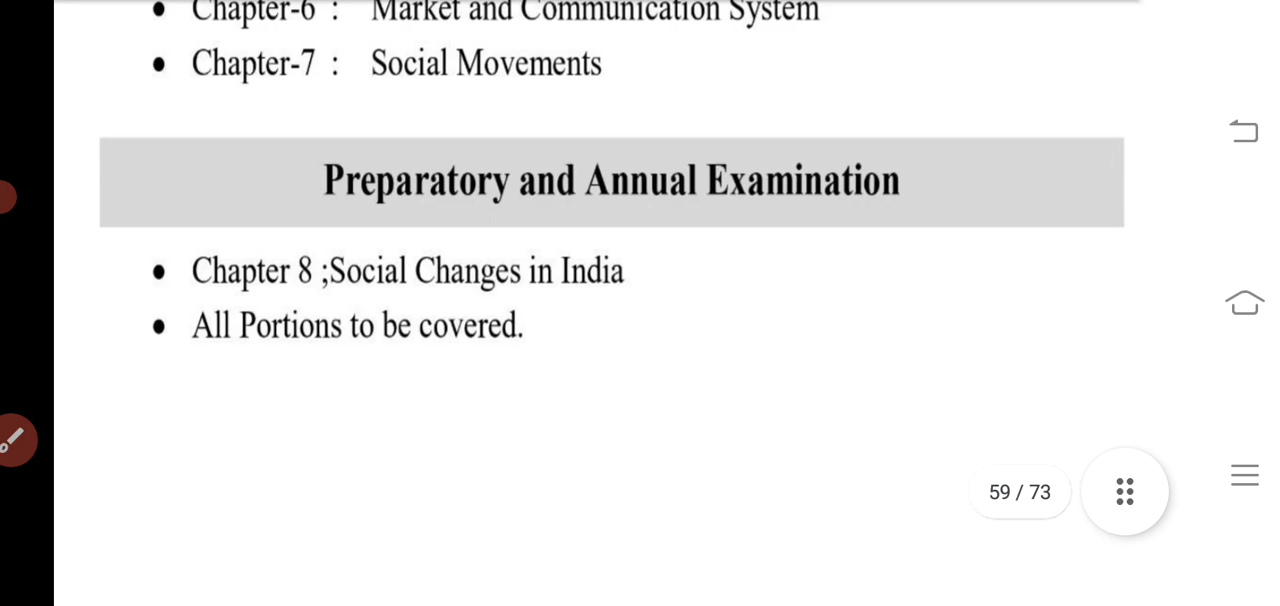 • Chapter-6 : Market and Communication System
• Chapter-7 : Social Movements
Preparatory and Annual Examination
• Chapter 8 ;Social Changes in India
• All Portions to be covered.
59 / 73